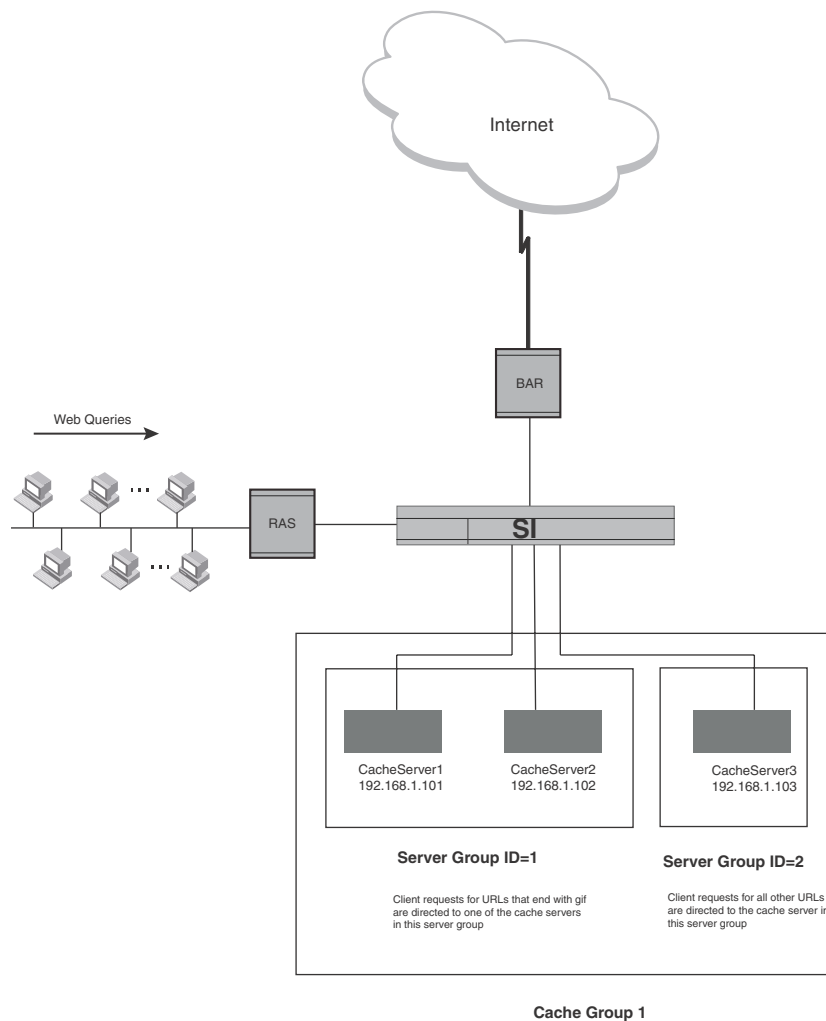 Internet
BAR
Web Queries
RAS
SI
CacheServer1
192.168.1.101
CacheServer2
192.168.1.102
CacheServer3
192.168.1.103
Server Group ID=1
Server Group ID=2
Client requests for URLs that end with gif
are directed to one of the cache servers
in this server group
Client requests for all other URLs
are directed to the cache server in
this server group
Cache Group 1